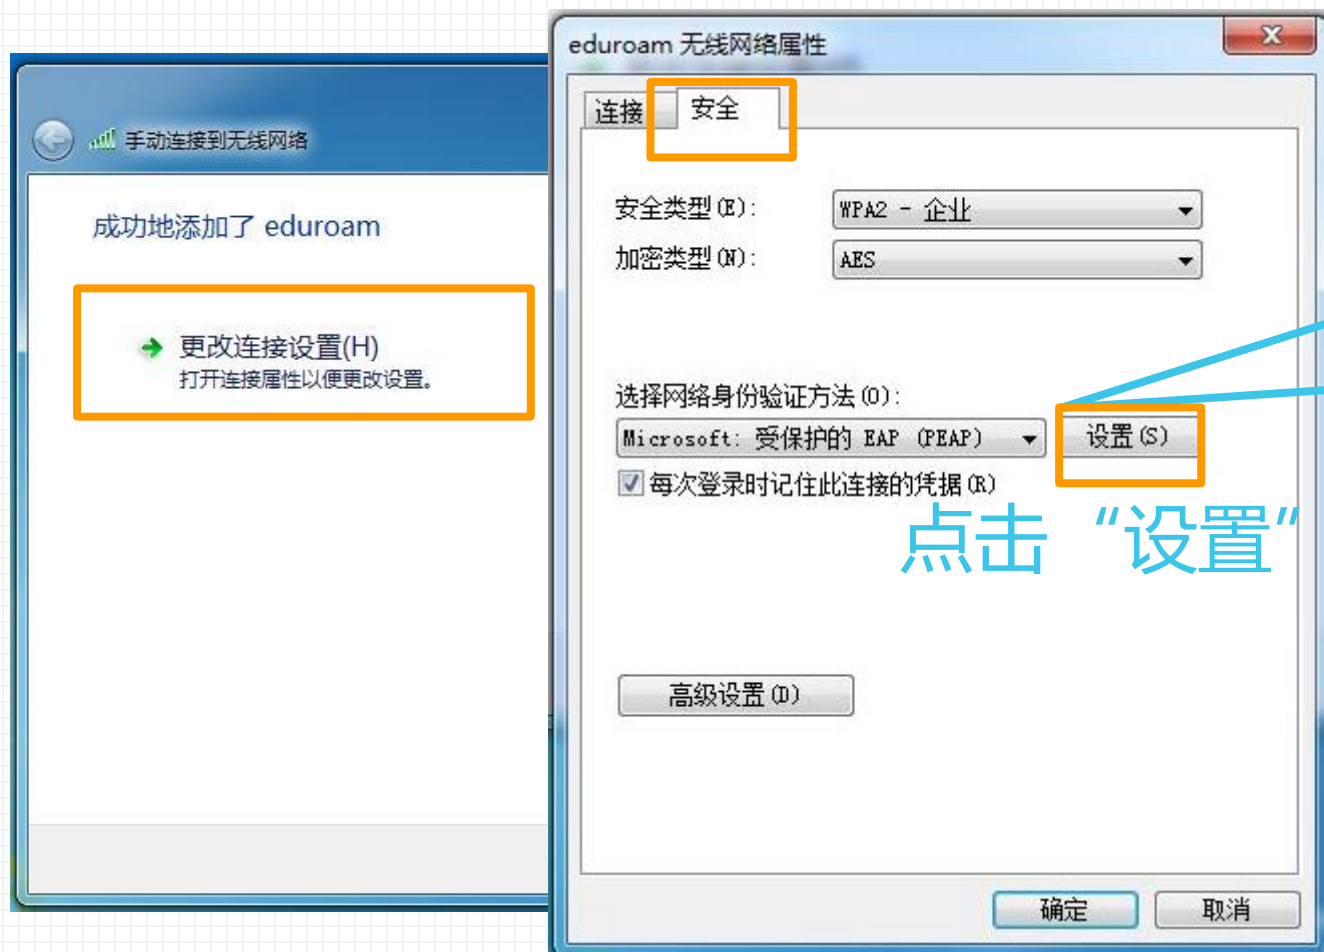 手动连接到无线网络
成功地添加了 eduroam
更改连接设置(H)
打开连接属性以便更改设置。
eduroam 无线网络属性
连接
安全
安全类型(E):
WPA2 - 企业
加密类型(N):
AES
选择网络身份验证方法(O):
Microsoft: 受保护的 EAP (PEAP)
设置(S)
每次登录时记住此连接的凭据(R)
点击“设置”
高级设置(D)
确定
取消